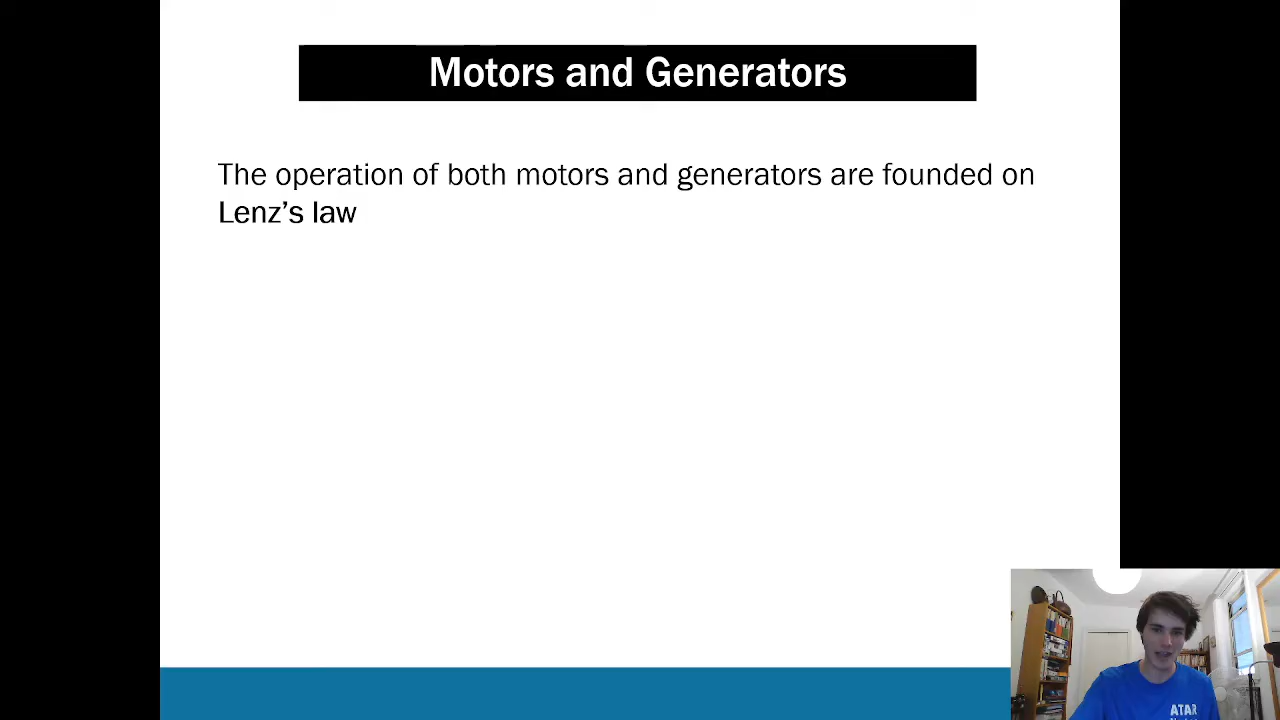 Motors and Generators
The operation of both motors and generators are founded on
Lenz’s law
ATAR